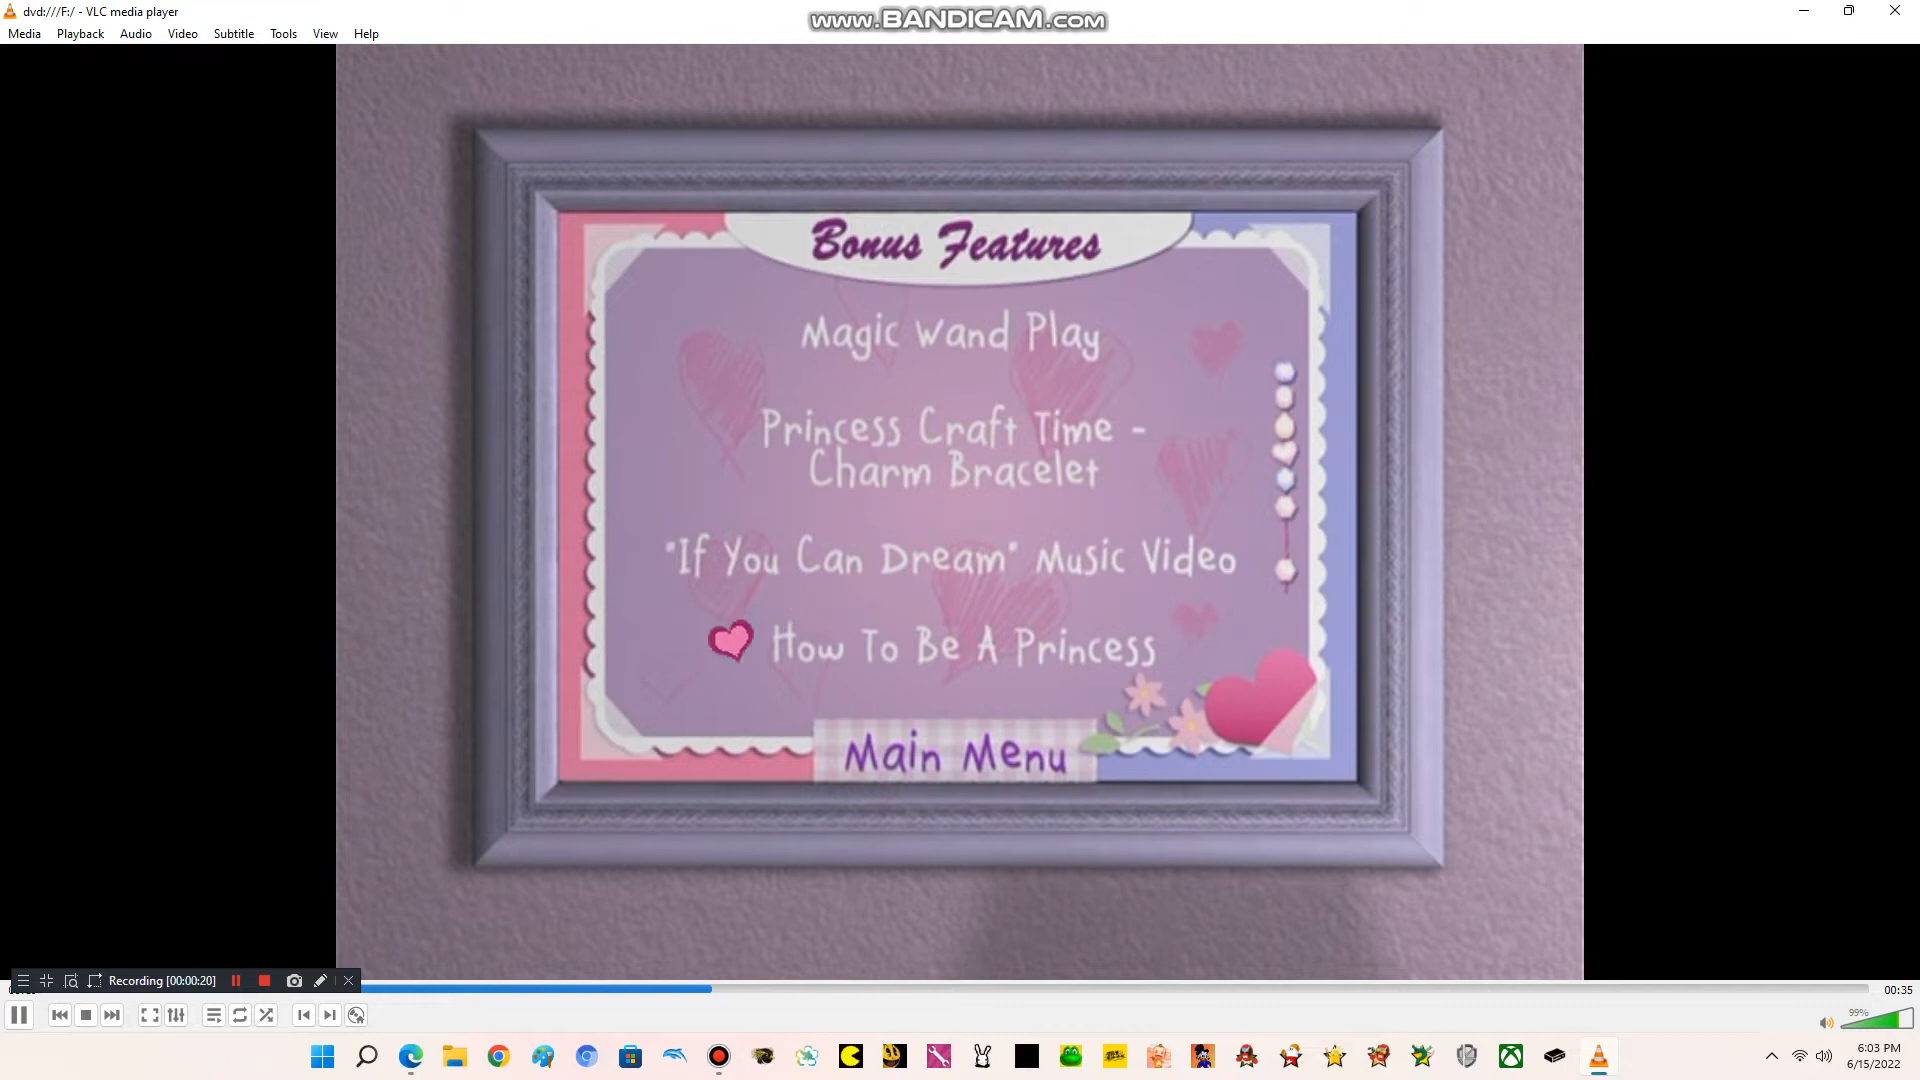 dvd:///F:/ - VLC media player
www.BANDICAM.com
Media Playback Audio Video Subtitle Tools View Help
Bonus Features
Magic Wand Play
Princess Craft Time -
Charm Bracelet
"If You Can Dream" Music Video
How To Be A Princess
Main Menu
Recording [00:00:20]
00:35
99%
6:03 PM
6/15/2022